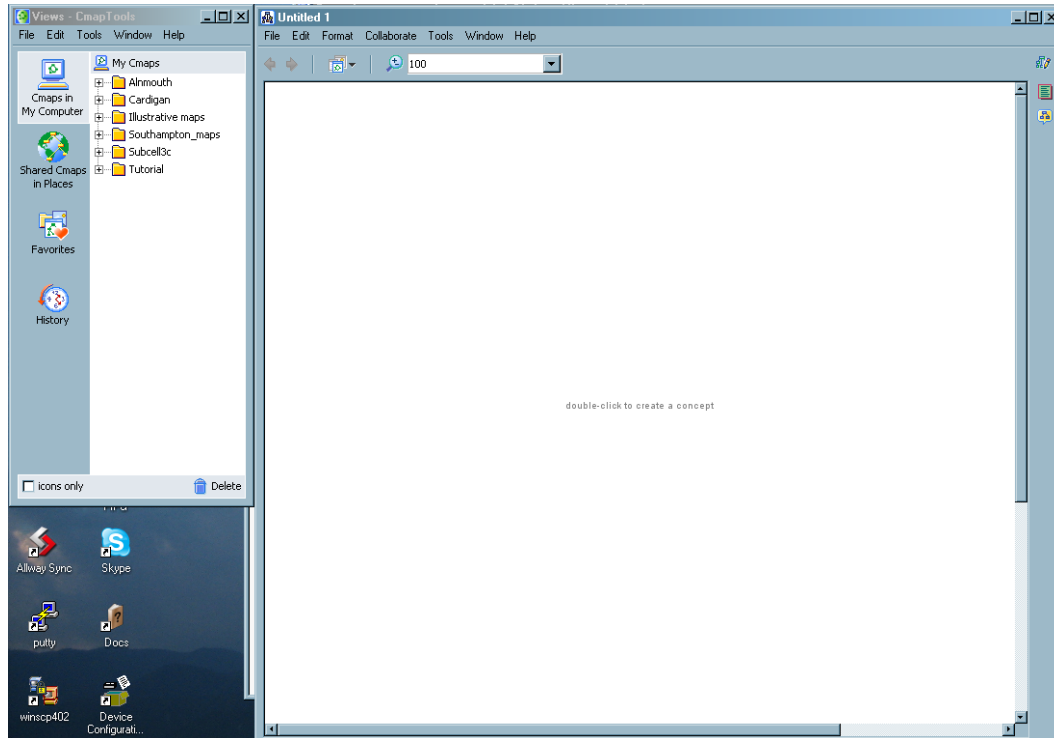 Views - CmapTools
File Edit Tools Window Help
Cmaps in
My Computer
Shared Cmaps
in Places
Favorites
History
My Cmaps
Alnmouth
Cardigan
Illustrative maps
Southampton_maps
Subcell3c
Tutorial
icons only
Delete
Untitled 1
File Edit Format Collaborate Tools Window Help
100
double-click to create a concept
Allway Sync
Skype
putty
Docs
winscp402
Device
Configurati...